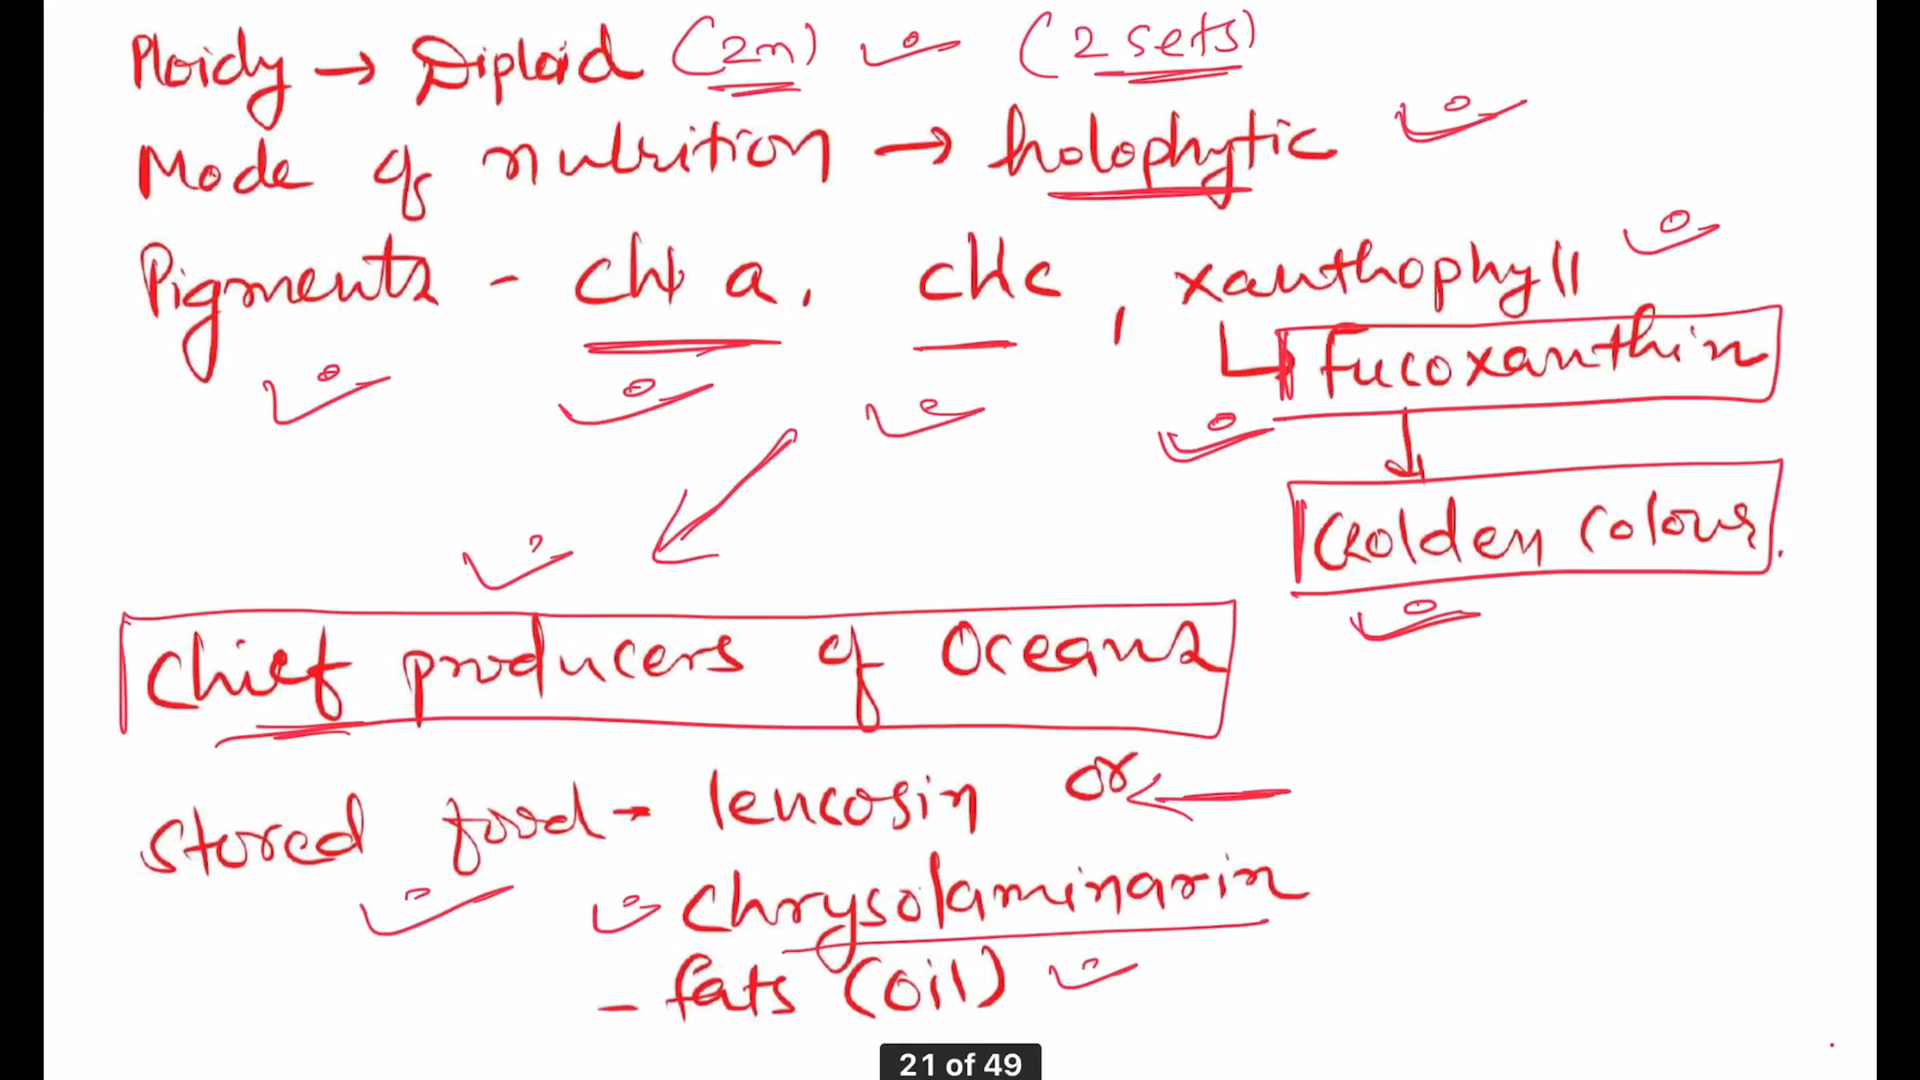 Ploidy → Diploid (2n) (2 sets)
Mode of nutrition → holophytic
Pigments - chl a, chl c, xanthophyll
↳ fucoxanthin
↓
Golden colour.
Chief producers of Oceans
Stored food - leucosin or ←
chrysolaminarin
- fats (oil)
21 of 49